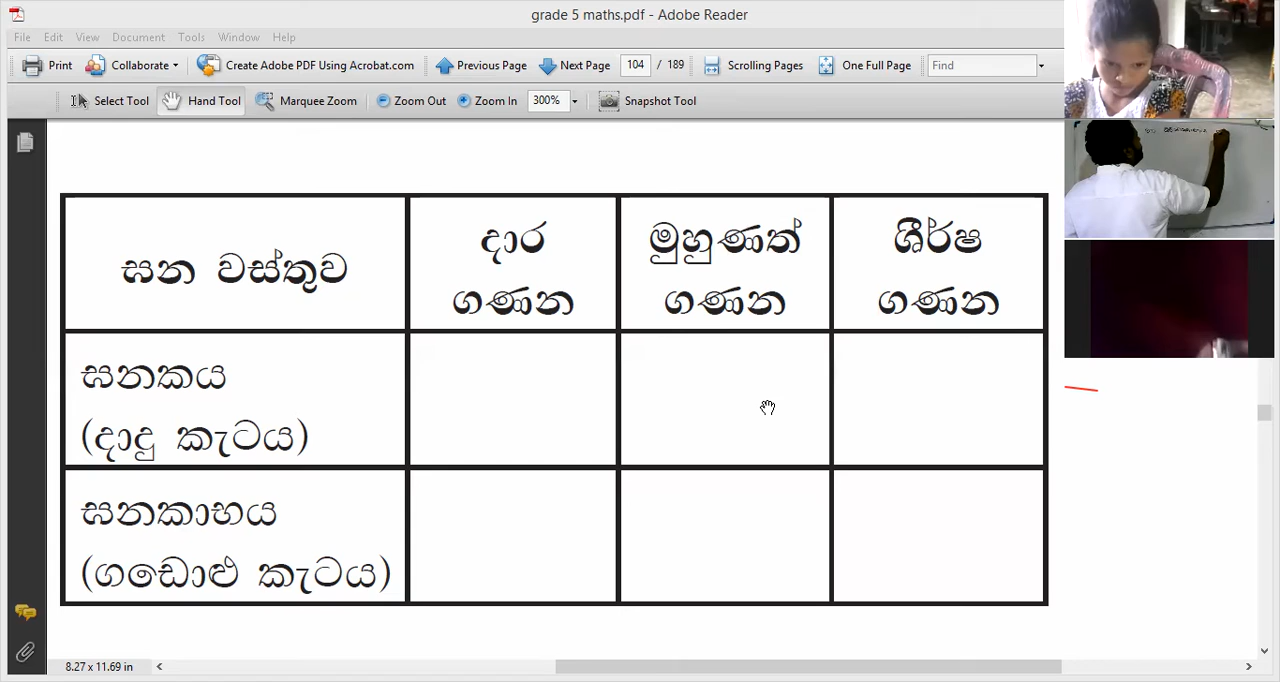 grade 5 maths.pdf - Adobe Reader
File Edit View Document Tools Window Help
Print Collaborate Create Adobe PDF Using Acrobat.com Previous Page Next Page 104 / 189 Scrolling Pages One Full Page Find
Select Tool Hand Tool Marquee Zoom Zoom Out Zoom In 300% Snapshot Tool
ඝන වස්තුව
දාර
ගණන
මුහුණත්
ගණන
ශීර්ෂ
ගණන
ඝනකය
(දාදු කැටය)
ඝනකාභය
(ගඩොළු කැටය)
8.27 x 11.69 in